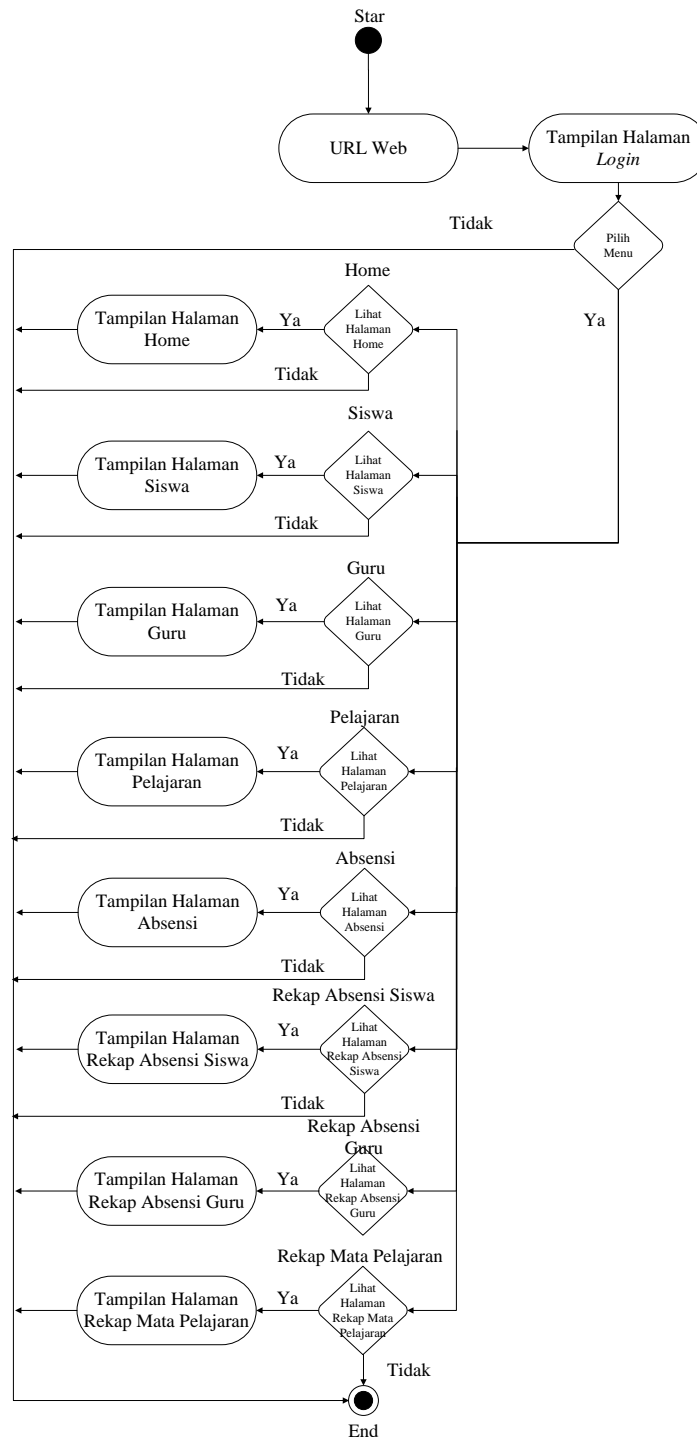 Star
URL Web
Tampilan Halaman
Login
Tidak
Pilih
Menu
Ya
Home
Tampilan Halaman
Home
Ya
Lihat
Halaman
Home
Tidak
Siswa
Tampilan Halaman
Siswa
Ya
Lihat
Halaman
Siswa
Tidak
Guru
Tampilan Halaman
Guru
Ya
Lihat
Halaman
Guru
Tidak
Pelajaran
Tampilan Halaman
Pelajaran
Ya
Lihat
Halaman
Pelajaran
Tidak
Absensi
Tampilan Halaman
Absensi
Ya
Lihat
Halaman
Absensi
Tidak
Rekap Absensi Siswa
Tampilan Halaman
Rekap Absensi Siswa
Ya
Lihat
Halaman
Rekap Absensi
Siswa
Tidak
Rekap Absensi
Guru
Tampilan Halaman
Rekap Absensi Guru
Ya
Lihat
Halaman
Rekap Absensi
Guru
Rekap Mata Pelajaran
Tampilan Halaman
Rekap Mata Pelajaran
Ya
Lihat
Halaman
Rekap Mata
Pelajaran
Tidak
End